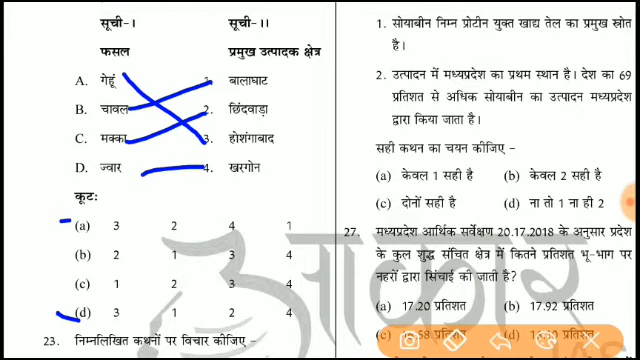 सूची-। सूची-।।
फसल प्रमुख उत्पादक क्षेत्र
A. गेहूं 1. बालाघाट
B. चावल 2. छिंदवाड़ा
C. मक्का 3. होशंगाबाद
D. ज्वार 4. खरगोन
कूटः
(a) 3 2 4 1
(b) 2 1 3 4
(c) 1 2 3 4
(d) 3 1 2 4
23. निम्नलिखित कथनों पर विचार कीजिए –
1. सोयाबीन निम्न प्रोटीन युक्त खाद्य तेल का प्रमुख स्रोत
है।
2. उत्पादन में मध्यप्रदेश का प्रथम स्थान है। देश का 69
प्रतिशत से अधिक सोयाबीन का उत्पादन मध्यप्रदेश
द्वारा किया जाता है।
सही कथन का चयन कीजिए –
(a) केवल 1 सही है (b) केवल 2 सही है
(c) दोनों सही है (d) ना तो 1 ना ही 2
27. मध्यप्रदेश आर्थिक सर्वेक्षण 20.17.2018 के अनुसार प्रदेश
के कुल शुद्ध संचित क्षेत्र में कितने प्रतिशत भू-भाग पर
नहरों द्वारा सिंचाई की जाती है?
(a) 17.20 प्रतिशत (b) 17.92 प्रतिशत
प्रतिशत
आकार